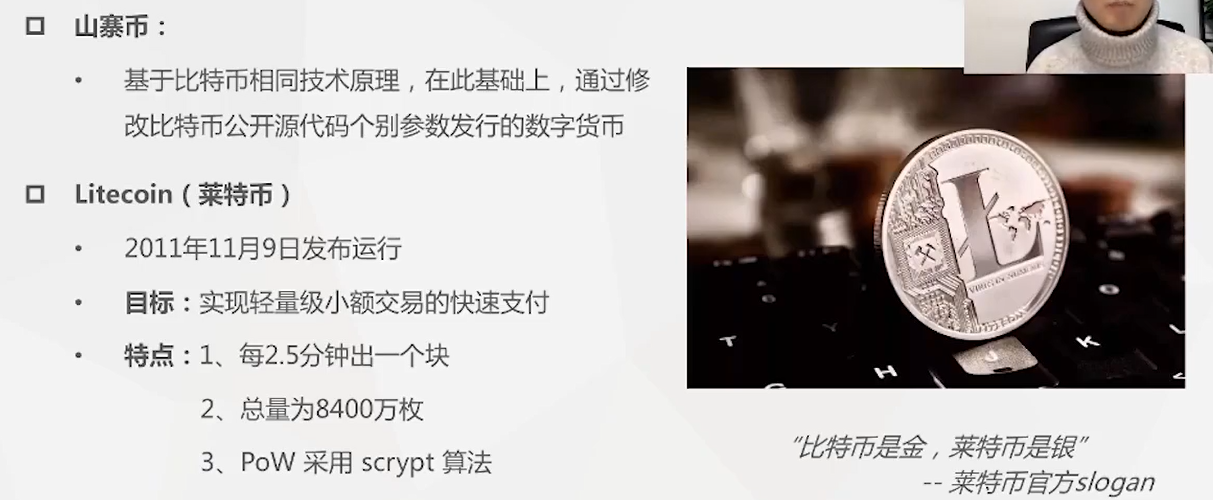 山寨币：
• 基于比特币相同技术原理，在此基础上，通过修
改比特币公开源代码个别参数发行的数字货币
Litecoin（莱特币）
• 2011年11月9日发布运行
• 目标：实现轻量级小额交易的快速支付
• 特点：1、每2.5分钟出一个块
2、总量为8400万枚
3、PoW 采用 scrypt 算法
T
Y
H
J
K
L
“比特币是金，莱特币是银”
-- 莱特币官方slogan